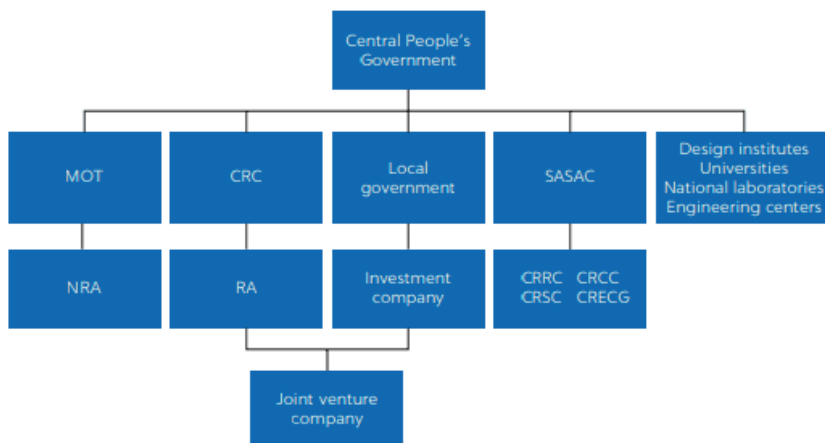 Central People's
Government
MOT
CRC
Local
government
SASAC
Design institutes
Universities
National laboratories
Engineering centers
NRA
RA
Investment
company
CRRC CRCC
CRSC CRECG
Joint venture
company